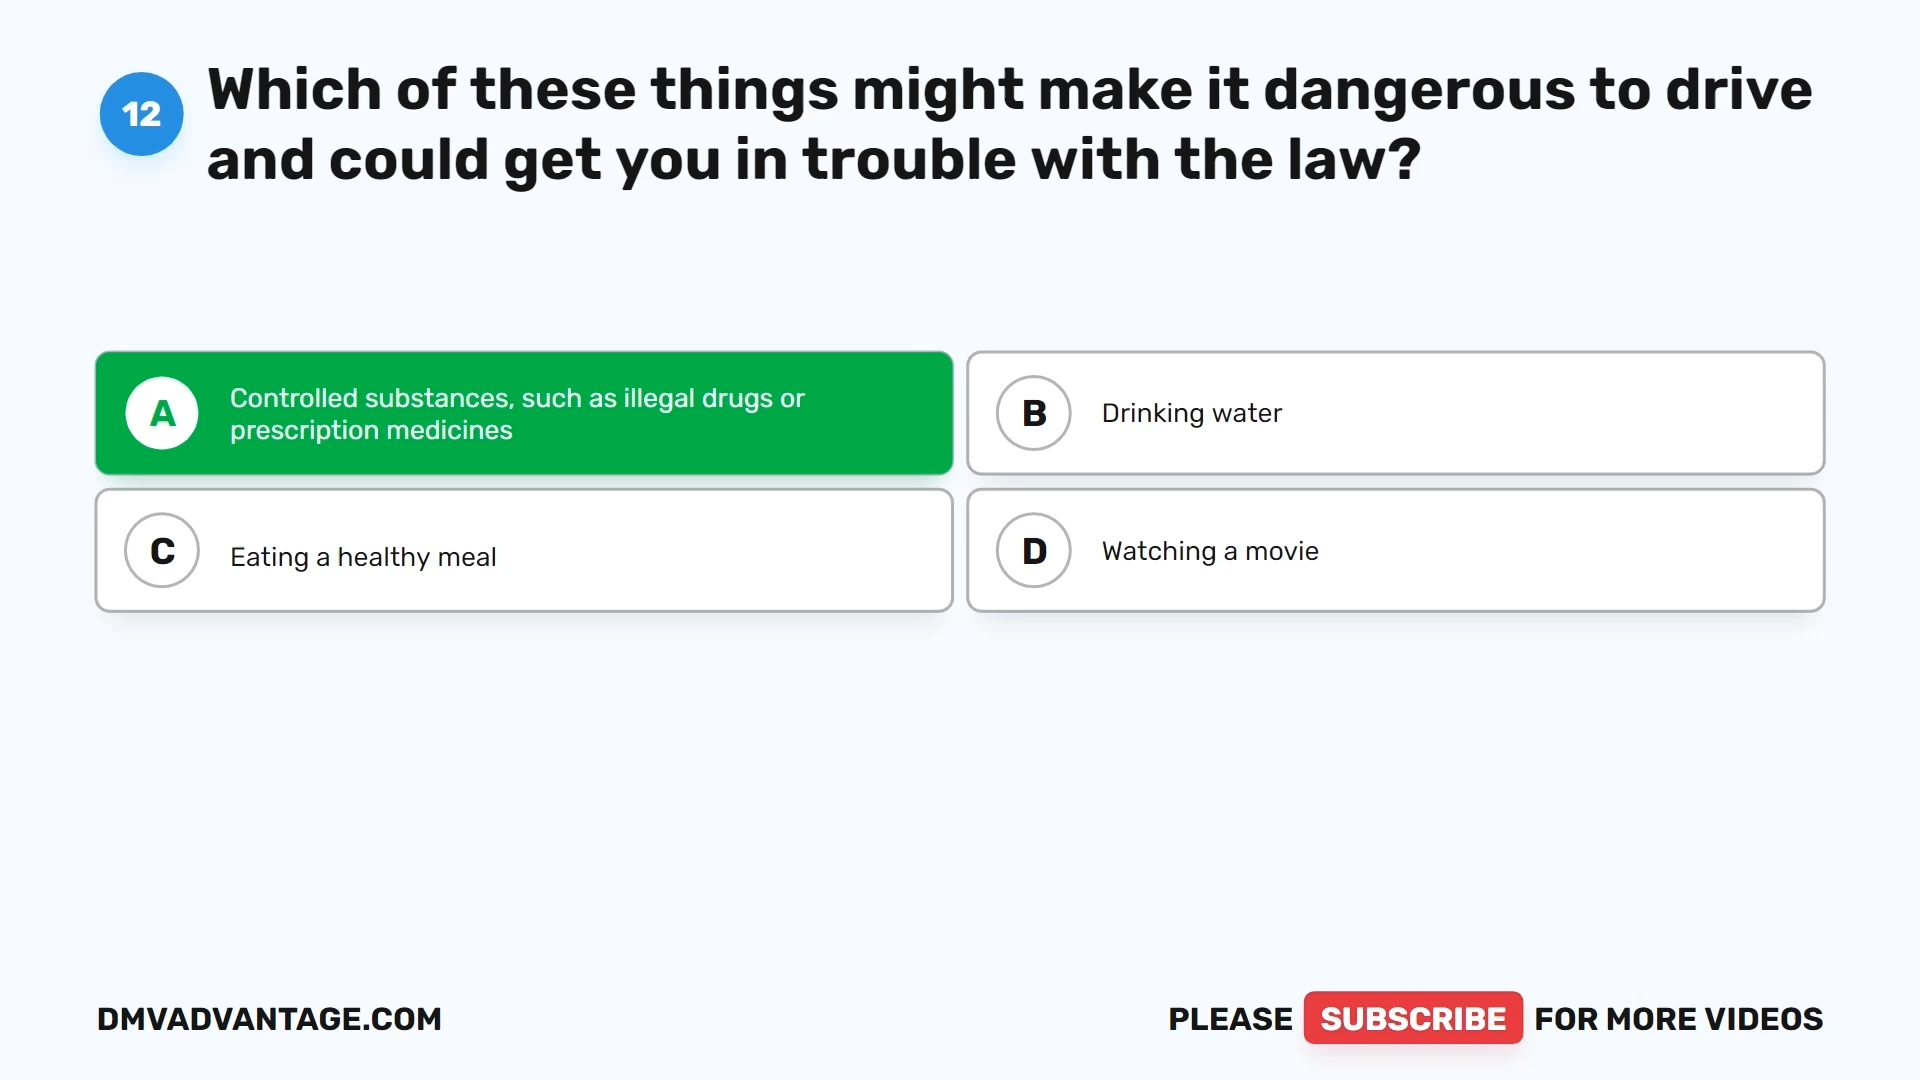 12
Which of these things might make it dangerous to drive
and could get you in trouble with the law?
A
Controlled substances, such as illegal drugs or
prescription medicines
B
Drinking water
C
Eating a healthy meal
D
Watching a movie
DMVADVANTAGE.COM
PLEASE SUBSCRIBE FOR MORE VIDEOS